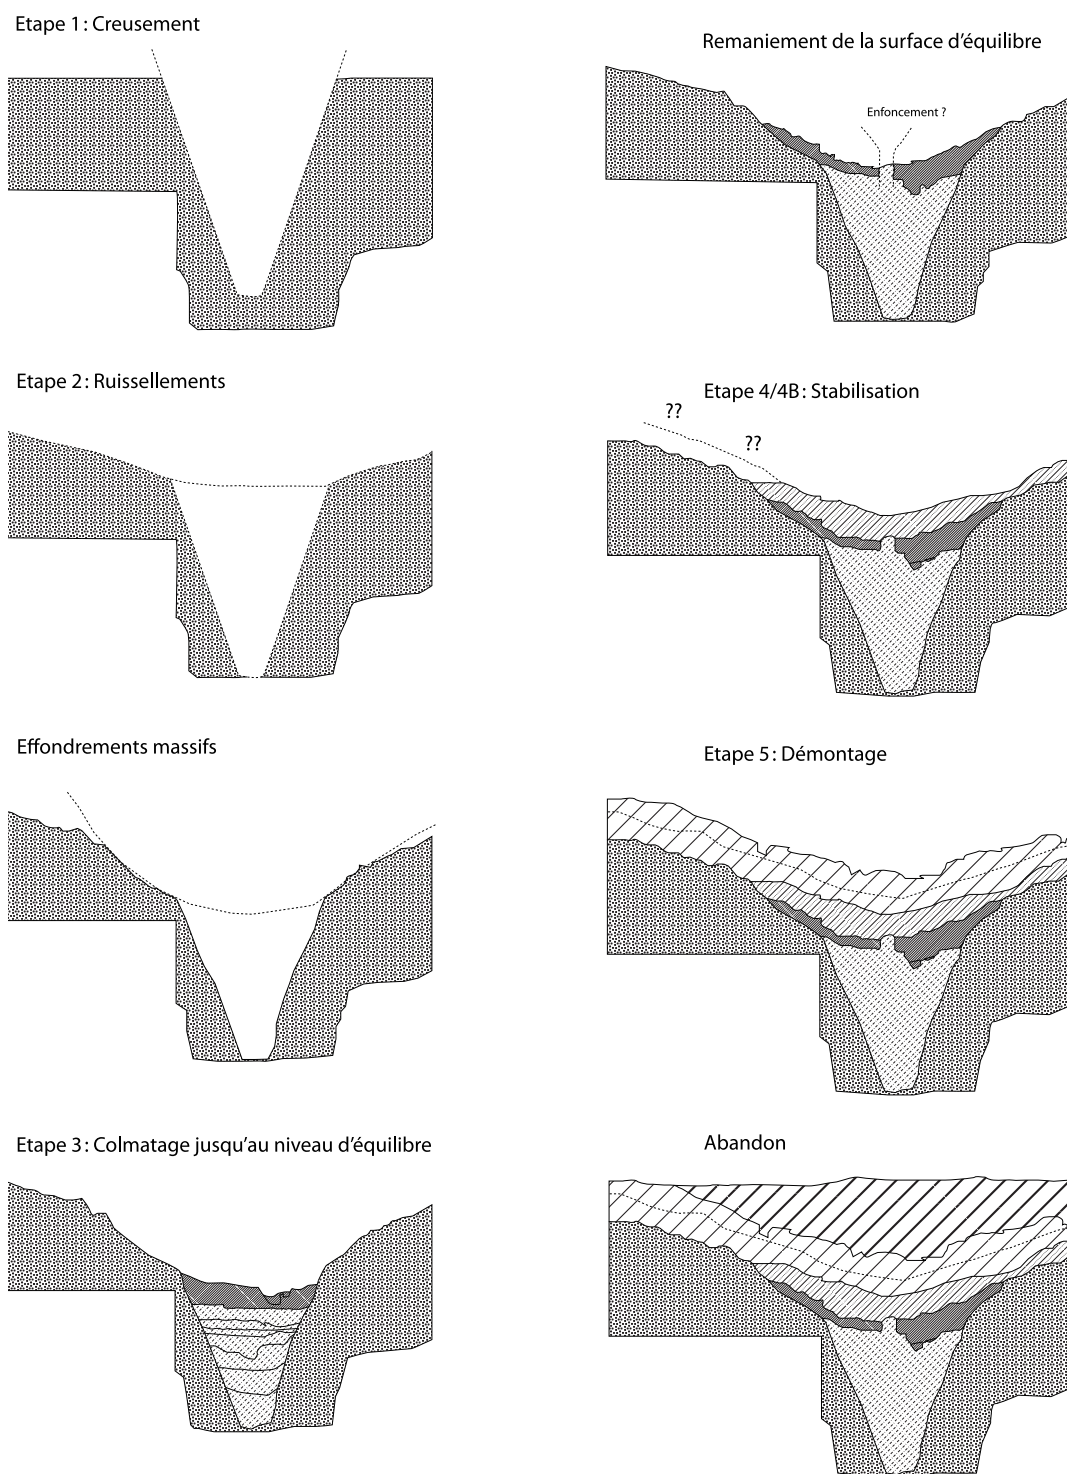 Etape 1 : Creusement
Etape 2 : Ruissellements
Effondrements massifs
Etape 3 : Colmatage jusqu'au niveau d'équilibre
Remaniement de la surface d'équilibre
Enfoncement ?
Etape 4/4B : Stabilisation
??
??
Etape 5 : Démontage
Abandon